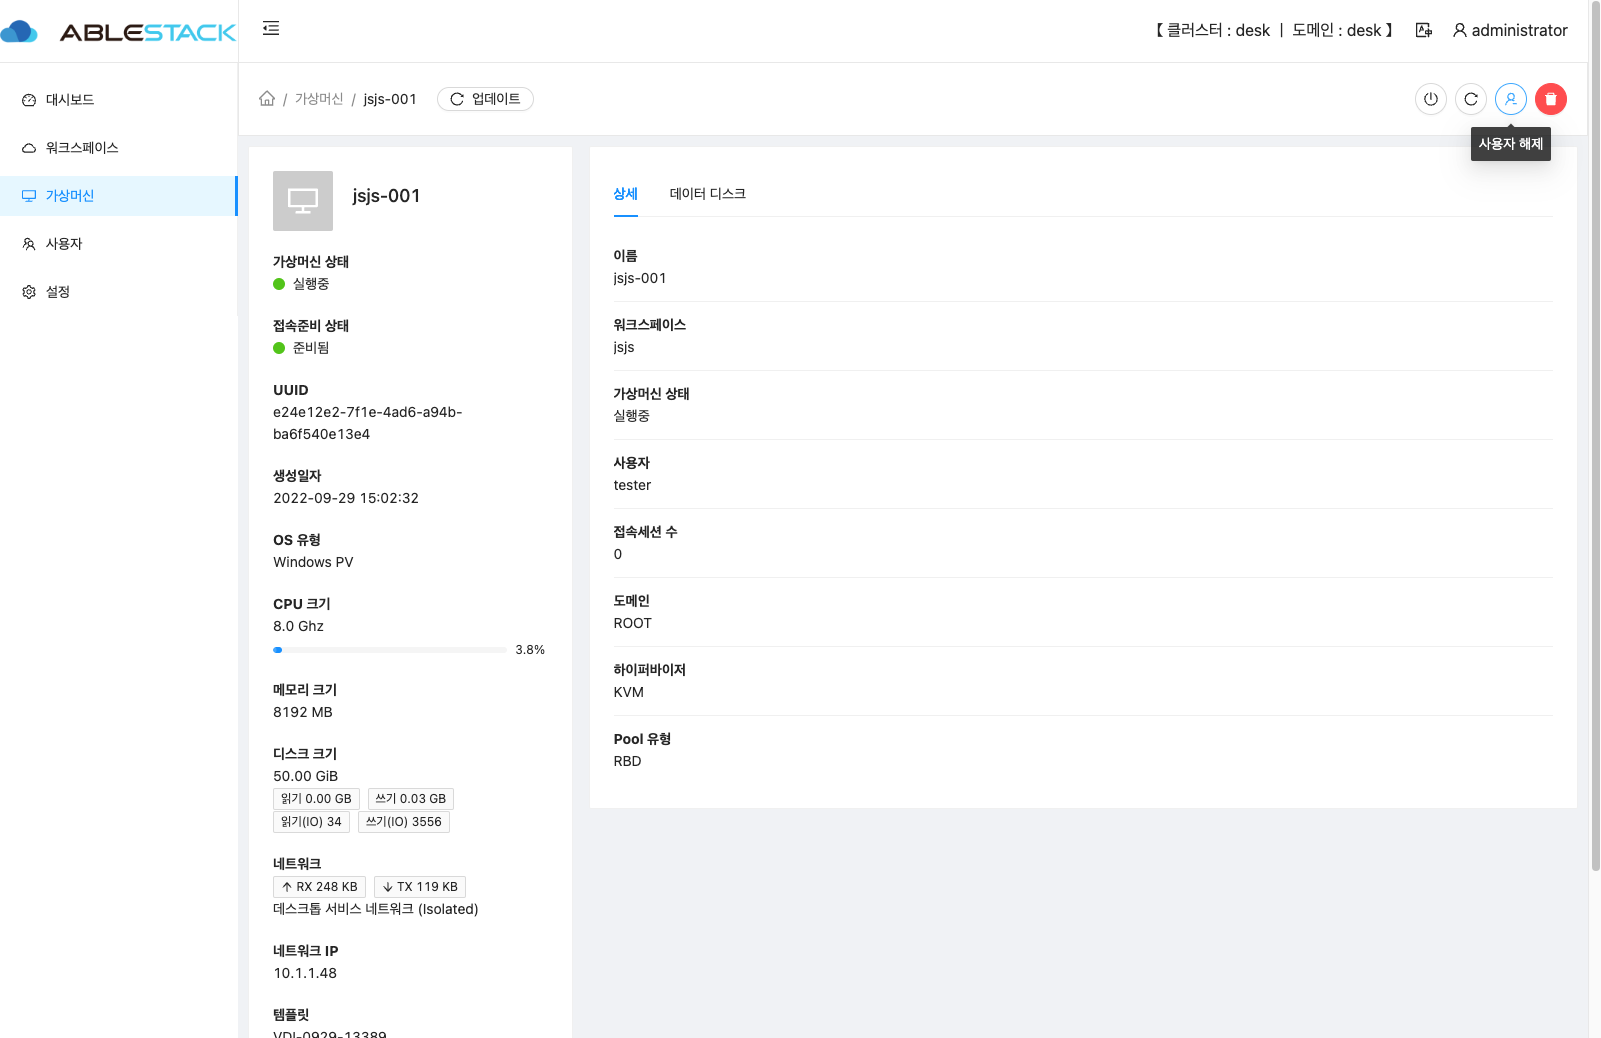 ABLESTACK
【 클러스터 : desk | 도메인 : desk 】
administrator
대시보드
워크스페이스
가상머신
사용자
설정
/ 가상머신 / jsjs-001
업데이트
사용자 해제
jsjs-001
가상머신 상태
실행중
접속준비 상태
준비됨
UUID
e24e12e2-7f1e-4ad6-a94b-
ba6f540e13e4
생성일자
2022-09-29 15:02:32
OS 유형
Windows PV
CPU 크기
8.0 Ghz
3.8%
메모리 크기
8192 MB
디스크 크기
50.00 GiB
읽기 0.00 GB 쓰기 0.03 GB
읽기(IO) 34 쓰기(IO) 3556
네트워크
RX 248 KB TX 119 KB
데스크톱 서비스 네트워크 (Isolated)
네트워크 IP
10.1.1.48
템플릿
VDI-0929-13389
상세 데이터 디스크
이름
jsjs-001
워크스페이스
jsjs
가상머신 상태
실행중
사용자
tester
접속세션 수
0
도메인
ROOT
하이퍼바이저
KVM
Pool 유형
RBD